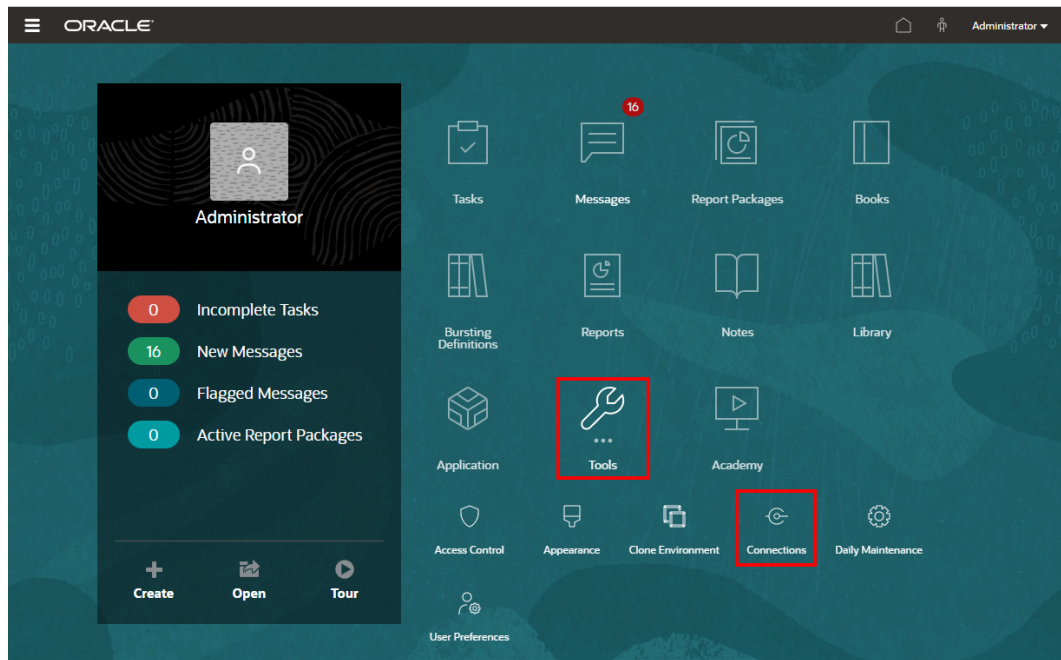 ORACLE
Administrator
16
Administrator
0 Incomplete Tasks
16 New Messages
0 Flagged Messages
0 Active Report Packages
Create Open Tour
Tasks Messages Report Packages Books
Bursting
Definitions
Reports Notes Library
Application Tools Academy
Access Control Appearance Clone Environment Connections Daily Maintenance
User Preferences